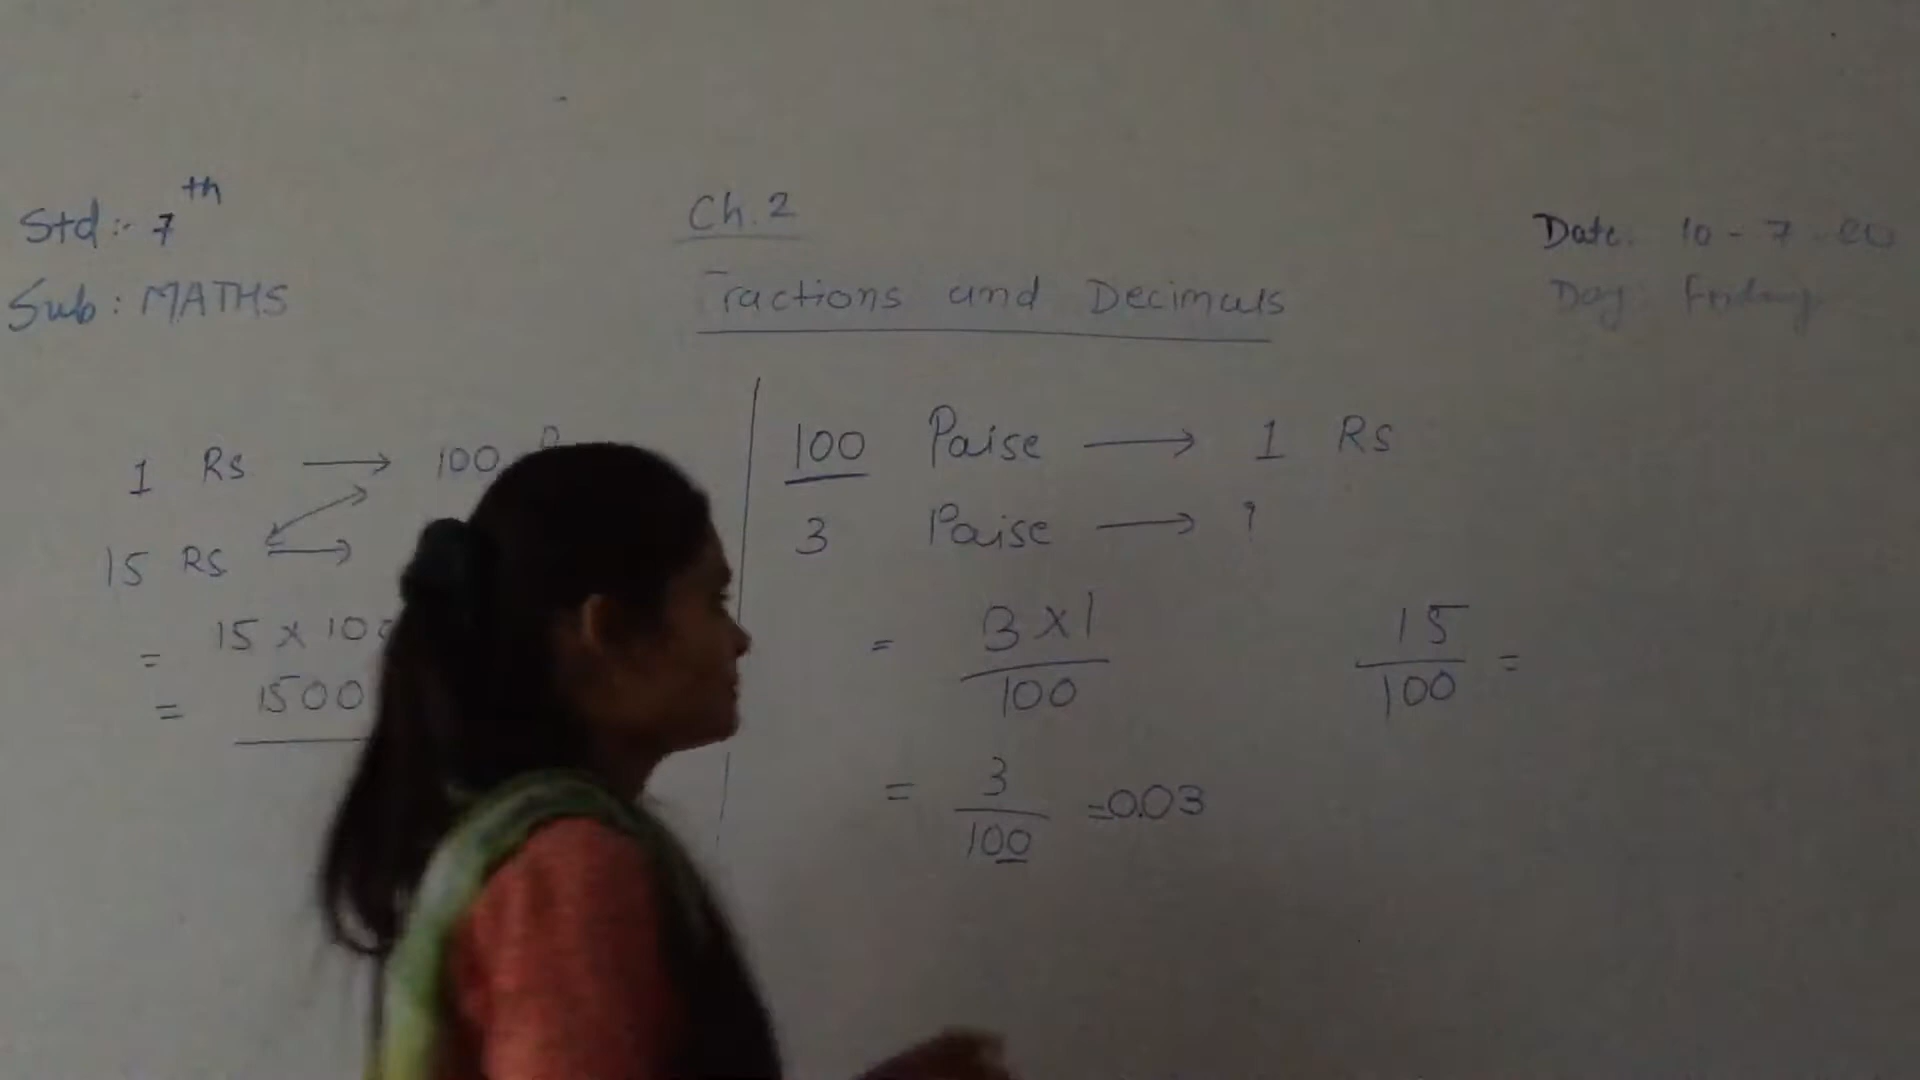 Std:- 7th
Sub: MATHS
Ch. 2
Fractions and Decimals
Date. 10 - 7 - 20
Day: Friday
1 Rs → 100
15 Rs →
= 15 x 100
= 1500
100 Paise → 1 Rs
3 Paise → ?
= 3 x 1 / 100
= 3 / 100 = 0.03
15 / 100 =